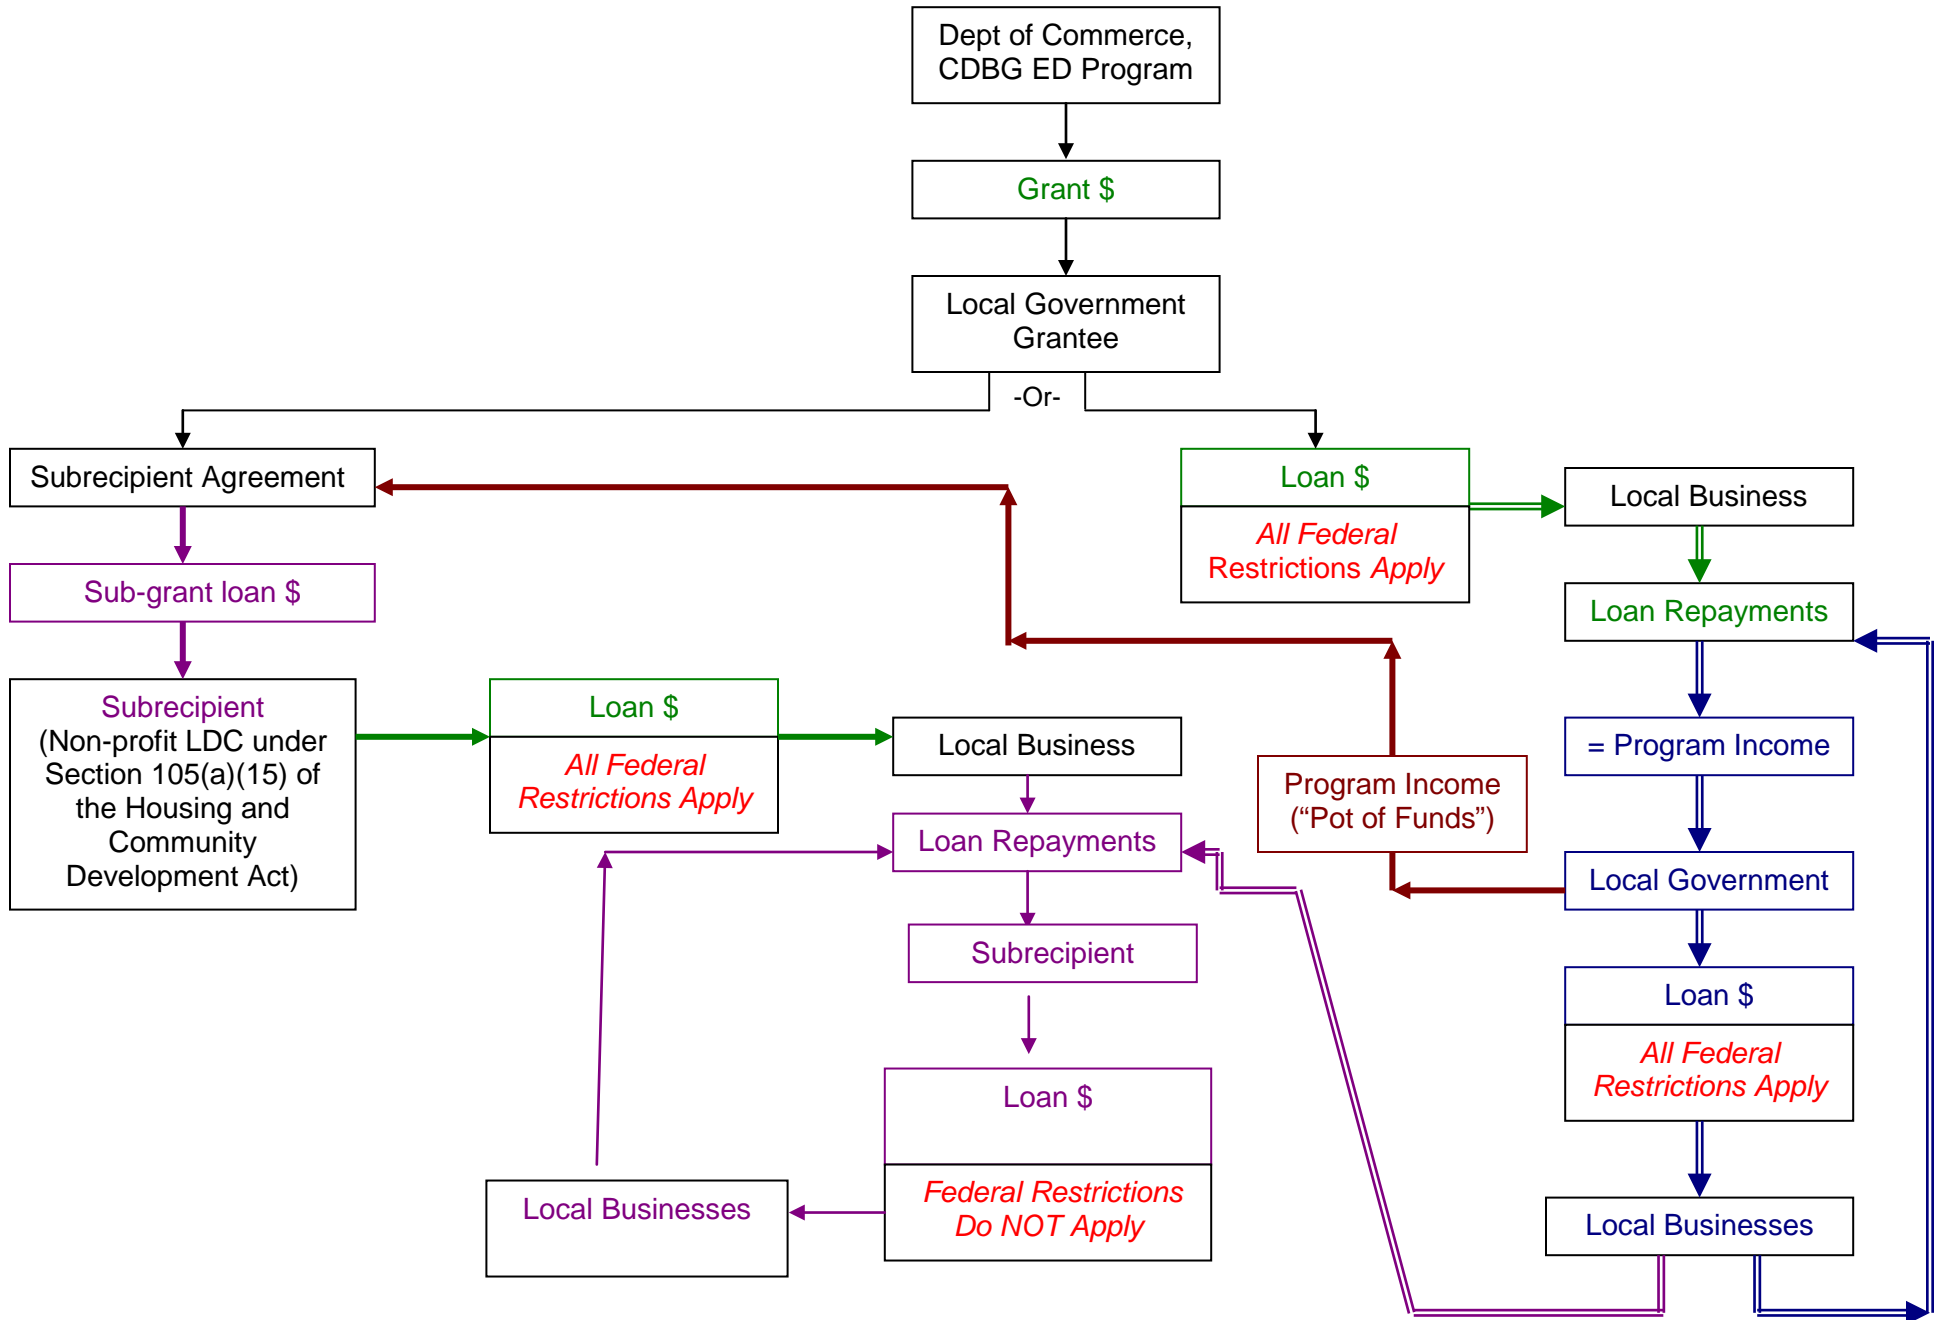 Dept of Commerce,
CDBG ED Program
Grant $
Local Government
Grantee
-Or-
Subrecipient Agreement
Sub-grant loan $
Subrecipient
(Non-profit LDC under
Section 105(a)(15) of
the Housing and
Community
Development Act)
Loan $
All Federal
Restrictions Apply
Local Business
Loan Repayments
Subrecipient
Loan $
Federal Restrictions
Do NOT Apply
Local Businesses
Loan $
All Federal
Restrictions Apply
Local Business
Loan Repayments
= Program Income
Program Income
(“Pot of Funds”)
Local Government
Loan $
All Federal
Restrictions Apply
Local Businesses